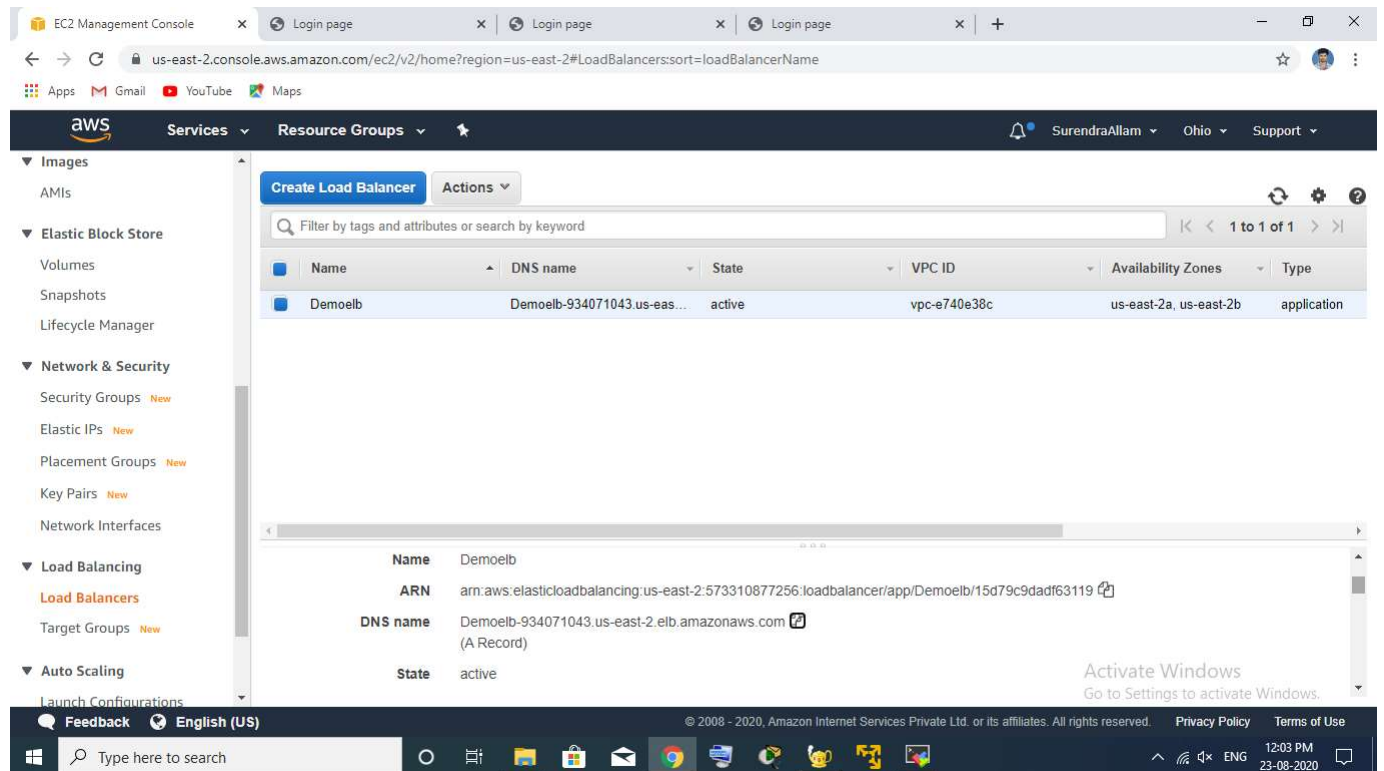 EC2 Management Console
Login page
Login page
Login page
us-east-2.console.aws.amazon.com/ec2/v2/home?region=us-east-2#LoadBalancers:sort=loadBalancerName
Apps Gmail YouTube Maps
aws Services Resource Groups SurendraAllam Ohio Support
Images
AMIs
Elastic Block Store
Volumes
Snapshots
Lifecycle Manager
Network & Security
Security Groups New
Elastic IPs New
Placement Groups New
Key Pairs New
Network Interfaces
Load Balancing
Load Balancers
Target Groups New
Auto Scaling
Launch Configurations
Create Load Balancer Actions
Filter by tags and attributes or search by keyword 1 to 1 of 1
Name DNS name State VPC ID Availability Zones Type
Demoelb Demoelb-934071043.us-eas... active vpc-e740e38c us-east-2a, us-east-2b application
Name Demoelb
ARN arn:aws:elasticloadbalancing:us-east-2:573310877256:loadbalancer/app/Demoelb/15d79c9dadf63119
DNS name Demoelb-934071043.us-east-2.elb.amazonaws.com
(A Record)
State active
Activate Windows
Go to Settings to activate Windows.
Feedback English (US) © 2008 - 2020, Amazon Internet Services Private Ltd. or its affiliates. All rights reserved. Privacy Policy Terms of Use
Type here to search ENG 12:03 PM
23-08-2020